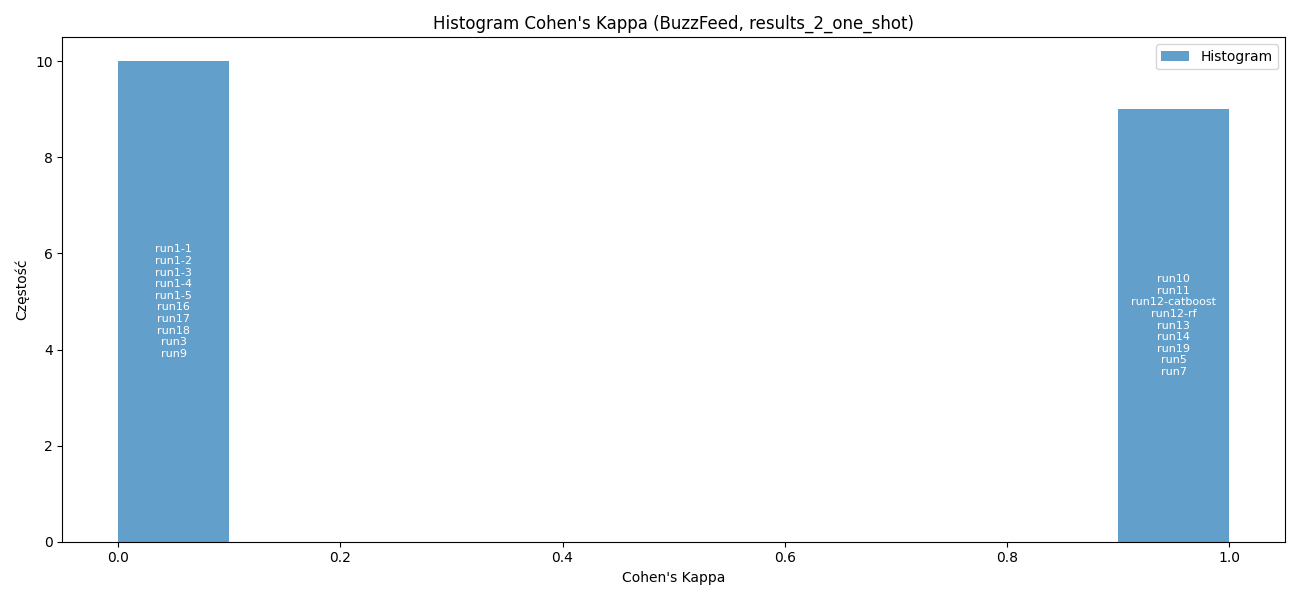 Histogram Cohen's Kappa (BuzzFeed, results_2_one_shot)
Histogram
Częstość
10
8
6
4
2
0
run1-1
run1-2
run1-3
run1-4
run1-5
run16
run17
run18
run3
run9
run10
run11
run12-catboost
run12-rf
run13
run14
run19
run5
run7
0.0 0.2 0.4 0.6 0.8 1.0
Cohen's Kappa